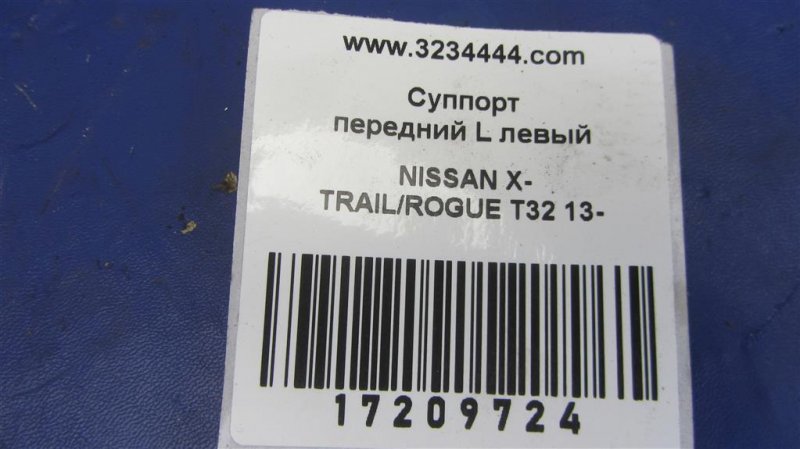 www.3234444.com
Суппорт
передний L левый
NISSAN X-
TRAIL/ROGUE T32 13-
17209724